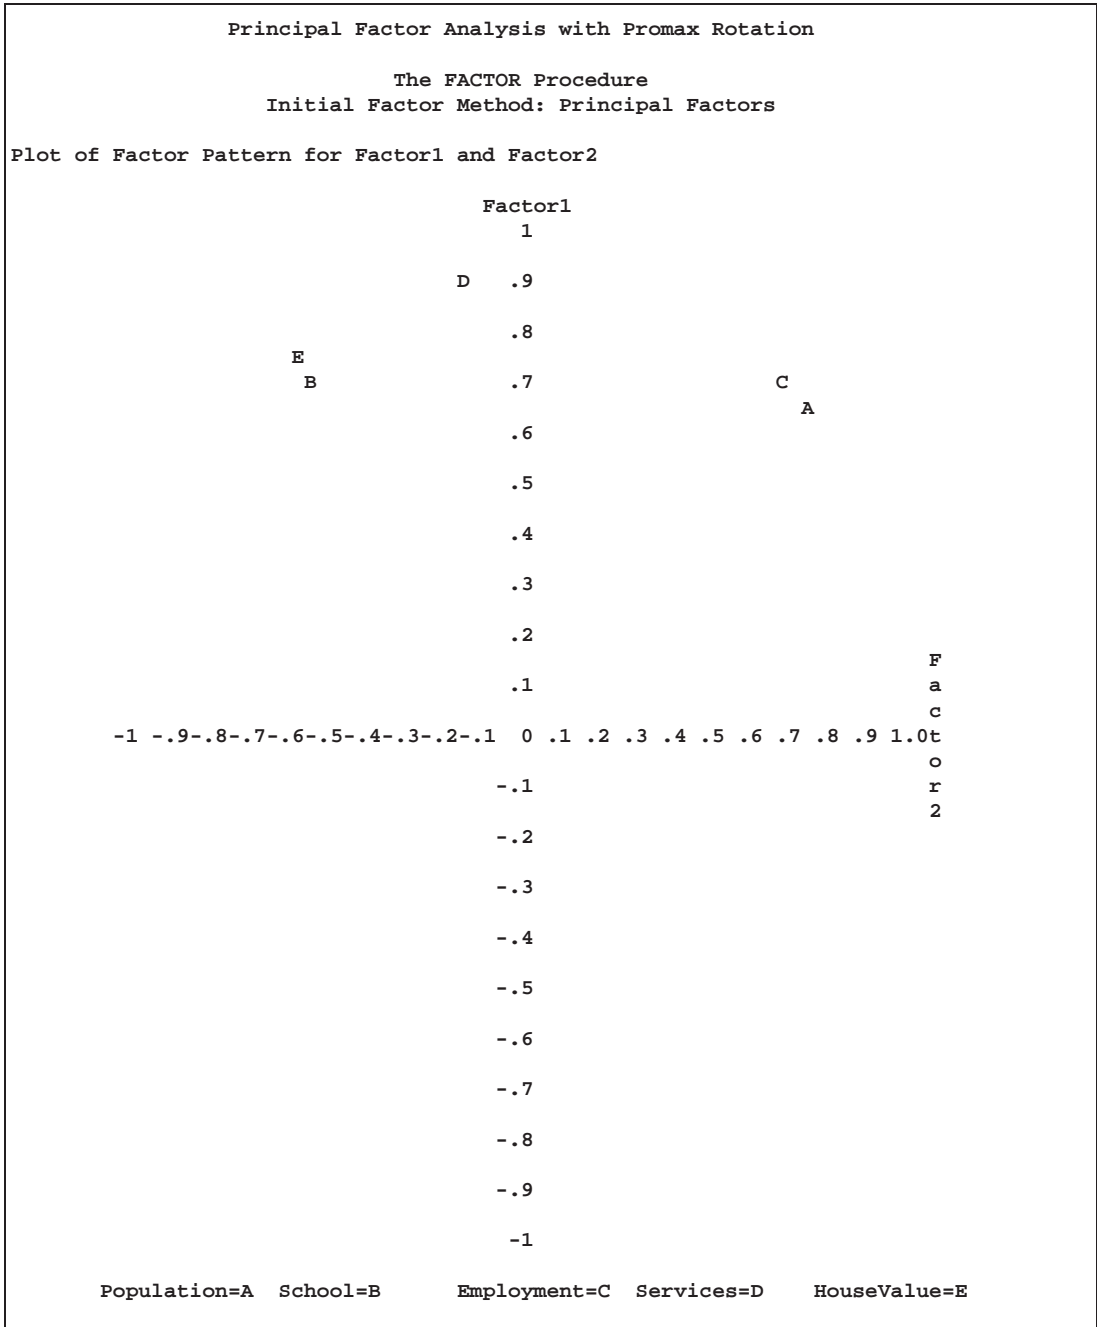 Principal Factor Analysis with Promax Rotation
The FACTOR Procedure
Initial Factor Method: Principal Factors
Plot of Factor Pattern for Factor1 and Factor2
Factor1
1
D .9
.8
E
B .7 C
A
.6
.5
.4
.3
.2
F
.1 a
c
-1 -.9-.8-.7-.6-.5-.4-.3-.2-.1 0 .1 .2 .3 .4 .5 .6 .7 .8 .9 1.0t
o
-.1 r
2
-.2
-.3
-.4
-.5
-.6
-.7
-.8
-.9
-1
Population=A School=B Employment=C Services=D HouseValue=E